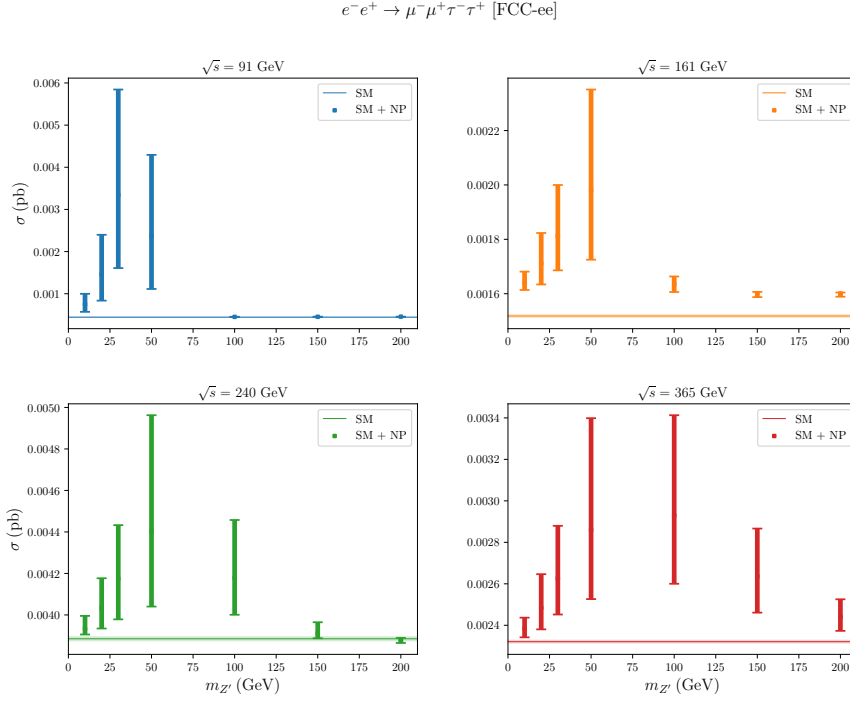 e⁻e⁺ → μ⁻μ⁺τ⁻τ⁺ [FCC-ee]
√s = 91 GeV
SM
SM + NP
σ (pb)
0.006
0.005
0.004
0.003
0.002
0.001
0 25 50 75 100 125 150 175 200
√s = 161 GeV
SM
SM + NP
0.0022
0.0020
0.0018
0.0016
0 25 50 75 100 125 150 175 200
√s = 240 GeV
SM
SM + NP
σ (pb)
0.0050
0.0048
0.0046
0.0044
0.0042
0.0040
0 25 50 75 100 125 150 175 200
m_Z′ (GeV)
√s = 365 GeV
SM
SM + NP
0.0034
0.0032
0.0030
0.0028
0.0026
0.0024
0 25 50 75 100 125 150 175 200
m_Z′ (GeV)